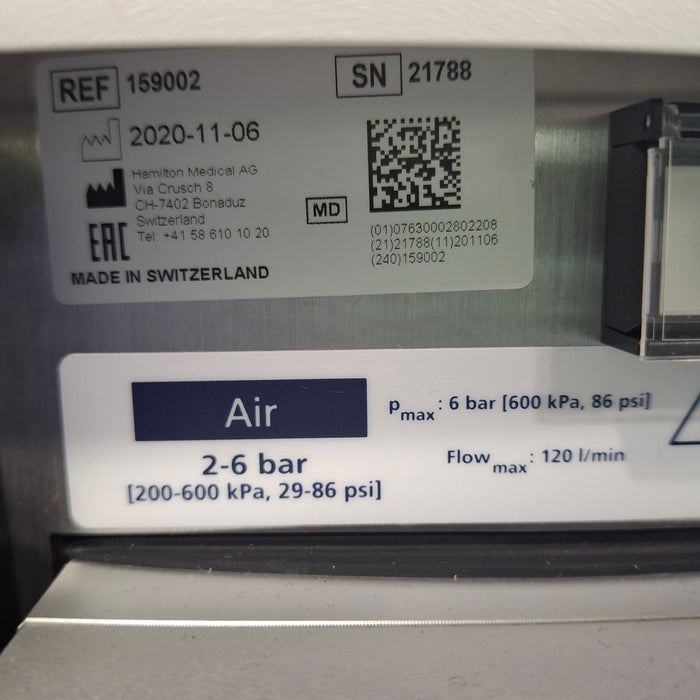 REF 159002
SN 21788
2020-11-06
Hamilton Medical AG
Via Crusch 8
CH-7402 Bonaduz
Switzerland
Tel: +41 58 610 10 20
EAC
MD
(01)07630002802208
(21)21788(11)201106
(240)159002
MADE IN SWITZERLAND
Air
2-6 bar
[200-600 kPa, 29-86 psi]
pmax: 6 bar [600 kPa, 86 psi]
Flowmax: 120 l/min